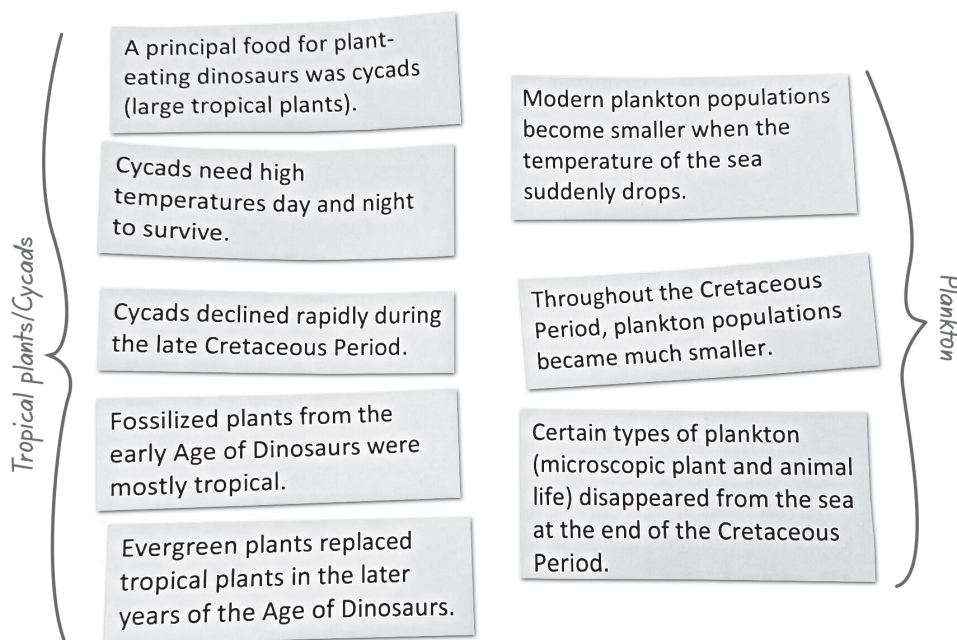 Tropical plants/Cycads
A principal food for plant-
eating dinosaurs was cycads
(large tropical plants).
Cycads need high
temperatures day and night
to survive.
Cycads declined rapidly during
the late Cretaceous Period.
Fossilized plants from the
early Age of Dinosaurs were
mostly tropical.
Evergreen plants replaced
tropical plants in the later
years of the Age of Dinosaurs.
Modern plankton populations
become smaller when the
temperature of the sea
suddenly drops.
Throughout the Cretaceous
Period, plankton populations
became much smaller.
Certain types of plankton
(microscopic plant and animal
life) disappeared from the sea
at the end of the Cretaceous
Period.
Plankton